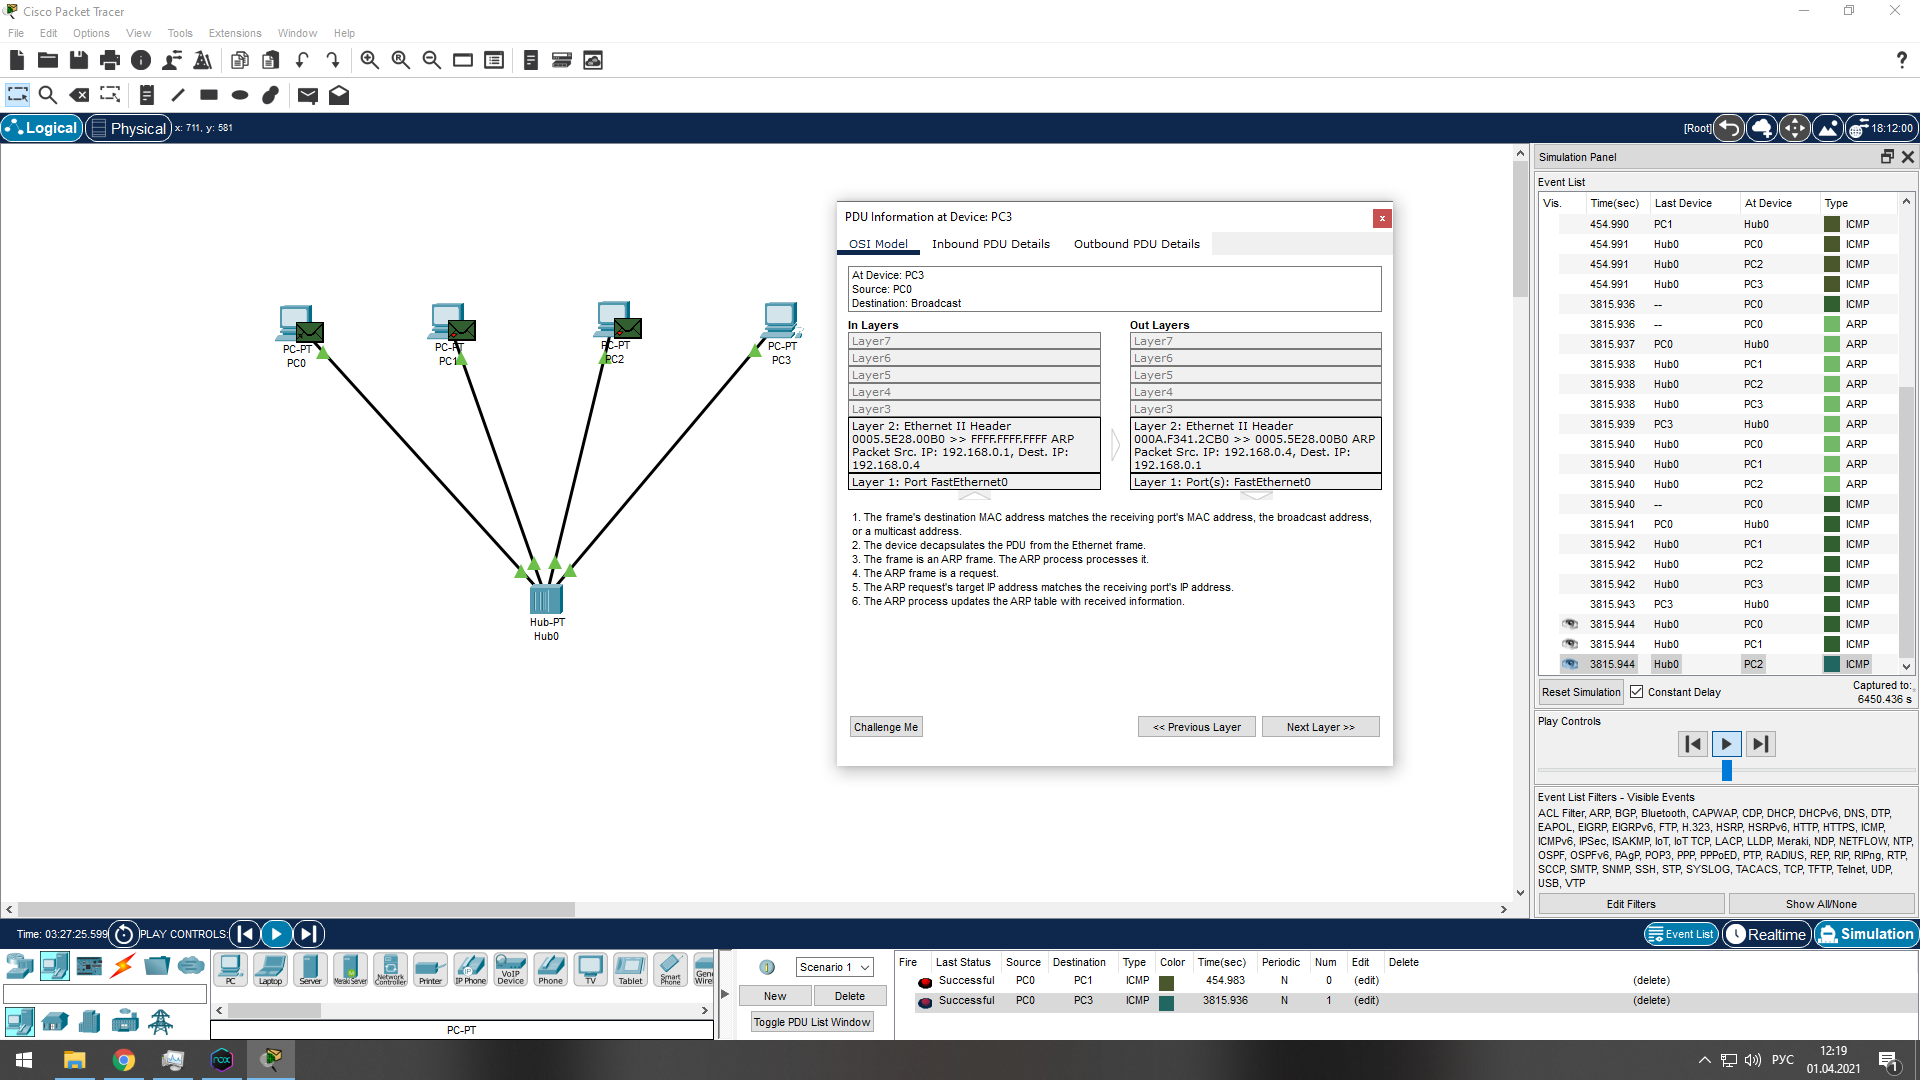 Cisco Packet Tracer
File Edit Options View Tools Extensions Window Help
Logical Physical x: 711, y: 581 [Root] 18:12:00
PC-PT
PC0
PC-PT
PC1
PC-PT
PC2
PC-PT
PC3
Hub-PT
Hub0
PDU Information at Device: PC3
x
OSI Model Inbound PDU Details Outbound PDU Details
At Device: PC3
Source: PC0
Destination: Broadcast
In Layers
Layer7
Layer6
Layer5
Layer4
Layer3
Layer 2: Ethernet II Header
0005.5E28.00B0 >> FFFF.FFFF.FFFF ARP
Packet Src. IP: 192.168.0.1, Dest. IP:
192.168.0.4
Layer 1: Port FastEthernet0
Out Layers
Layer7
Layer6
Layer5
Layer4
Layer3
Layer 2: Ethernet II Header
000A.F341.2CB0 >> 0005.5E28.00B0 ARP
Packet Src. IP: 192.168.0.4, Dest. IP:
192.168.0.1
Layer 1: Port(s): FastEthernet0
1. The frame's destination MAC address matches the receiving port's MAC address, the broadcast address,
or a multicast address.
2. The device decapsulates the PDU from the Ethernet frame.
3. The frame is an ARP frame. The ARP process processes it.
4. The ARP frame is a request.
5. The ARP request's target IP address matches the receiving port's IP address.
6. The ARP process updates the ARP table with received information.
Challenge Me << Previous Layer Next Layer >>
Simulation Panel
Event List
Vis. Time(sec) Last Device At Device Type
454.990 PC1 Hub0 ICMP
454.991 Hub0 PC0 ICMP
454.991 Hub0 PC2 ICMP
454.991 Hub0 PC3 ICMP
3815.936 -- PC0 ICMP
3815.936 -- PC0 ARP
3815.937 PC0 Hub0 ARP
3815.938 Hub0 PC1 ARP
3815.938 Hub0 PC2 ARP
3815.938 Hub0 PC3 ARP
3815.939 PC3 Hub0 ARP
3815.940 Hub0 PC0 ARP
3815.940 Hub0 PC1 ARP
3815.940 Hub0 PC2 ARP
3815.940 -- PC0 ICMP
3815.941 PC0 Hub0 ICMP
3815.942 Hub0 PC1 ICMP
3815.942 Hub0 PC2 ICMP
3815.942 Hub0 PC3 ICMP
3815.943 PC3 Hub0 ICMP
3815.944 Hub0 PC0 ICMP
3815.944 Hub0 PC1 ICMP
3815.944 Hub0 PC2 ICMP
Reset Simulation Constant Delay Captured to:
6450.436 s
Play Controls
Event List Filters - Visible Events
ACL Filter, ARP, BGP, Bluetooth, CAPWAP, CDP, DHCP, DHCPv6, DNS, DTP,
EAPOL, EIGRP, EIGRPv6, FTP, H.323, HSRP, HSRPv6, HTTP, HTTPS, ICMP,
ICMPv6, IPSec, ISAKMP, IoT, IoT TCP, LACP, LLDP, Meraki, NDP, NETFLOW, NTP,
OSPF, OSPFv6, PAgP, POP3, PPP, PPPoED, PTP, RADIUS, REP, RIP, RIPng, RTP,
SCCP, SMTP, SNMP, SSH, STP, SYSLOG, TACACS, TCP, TFTP, Telnet, UDP,
USB, VTP
Edit Filters Show All/None
Time: 03:27:25.599 PLAY CONTROLS: Event List Realtime Simulation
PC Laptop Server Meraki Server Network Controller Printer IP Phone VoIP Device Phone TV Tablet Smart Phone
PC-PT
Scenario 1
New Delete
Toggle PDU List Window
Fire Last Status Source Destination Type Color Time(sec) Periodic Num Edit Delete
Successful PC0 PC1 ICMP 454.983 N 0 (edit) (delete)
Successful PC0 PC3 ICMP 3815.936 N 1 (edit) (delete)
nox
РУС
12:19
01.04.2021
1